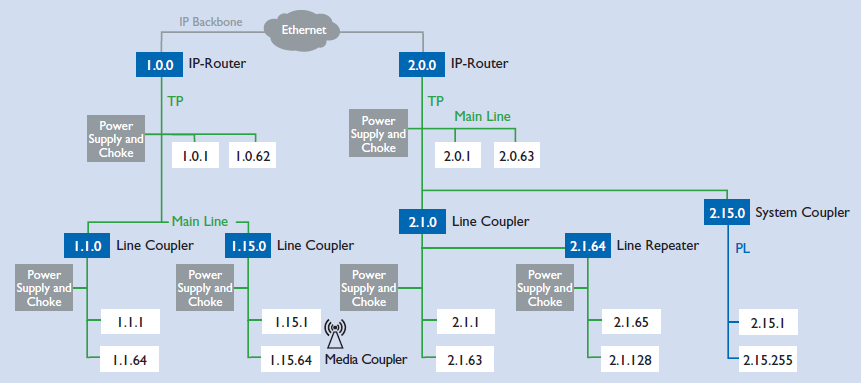 IP Backbone
Ethernet
1.0.0 IP-Router
2.0.0 IP-Router
TP
TP
Main Line
Power
Supply and
Choke
1.0.1
1.0.62
Power
Supply and
Choke
2.0.1
2.0.63
Main Line
2.1.0 Line Coupler
2.15.0 System Coupler
1.1.0 Line Coupler
1.15.0 Line Coupler
2.1.64 Line Repeater
PL
Power
Supply and
Choke
Power
Supply and
Choke
Power
Supply and
Choke
Power
Supply and
Choke
1.1.1
1.15.1
2.1.1
2.1.65
2.15.1
1.1.64
1.15.64
Media Coupler
2.1.63
2.1.128
2.15.255